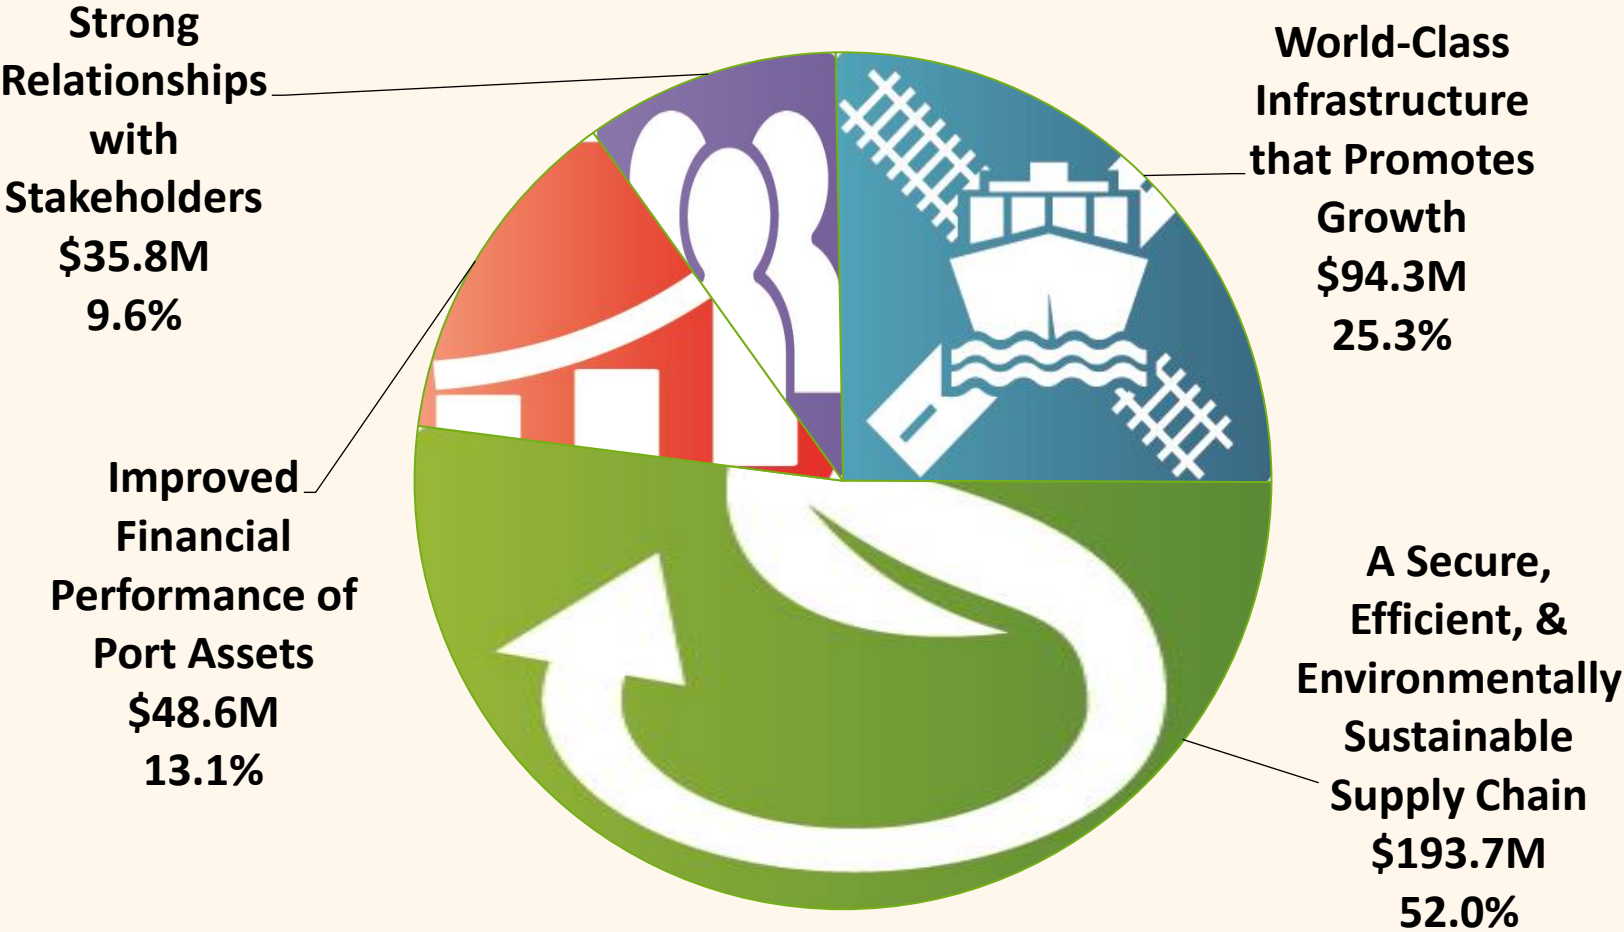 Strong
Relationships
with
Stakeholders
$35.8M
9.6%
World-Class
Infrastructure
that Promotes
Growth
$94.3M
25.3%
Improved
Financial
Performance of
Port Assets
$48.6M
13.1%
A Secure,
Efficient, &
Environmentally
Sustainable
Supply Chain
$193.7M
52.0%